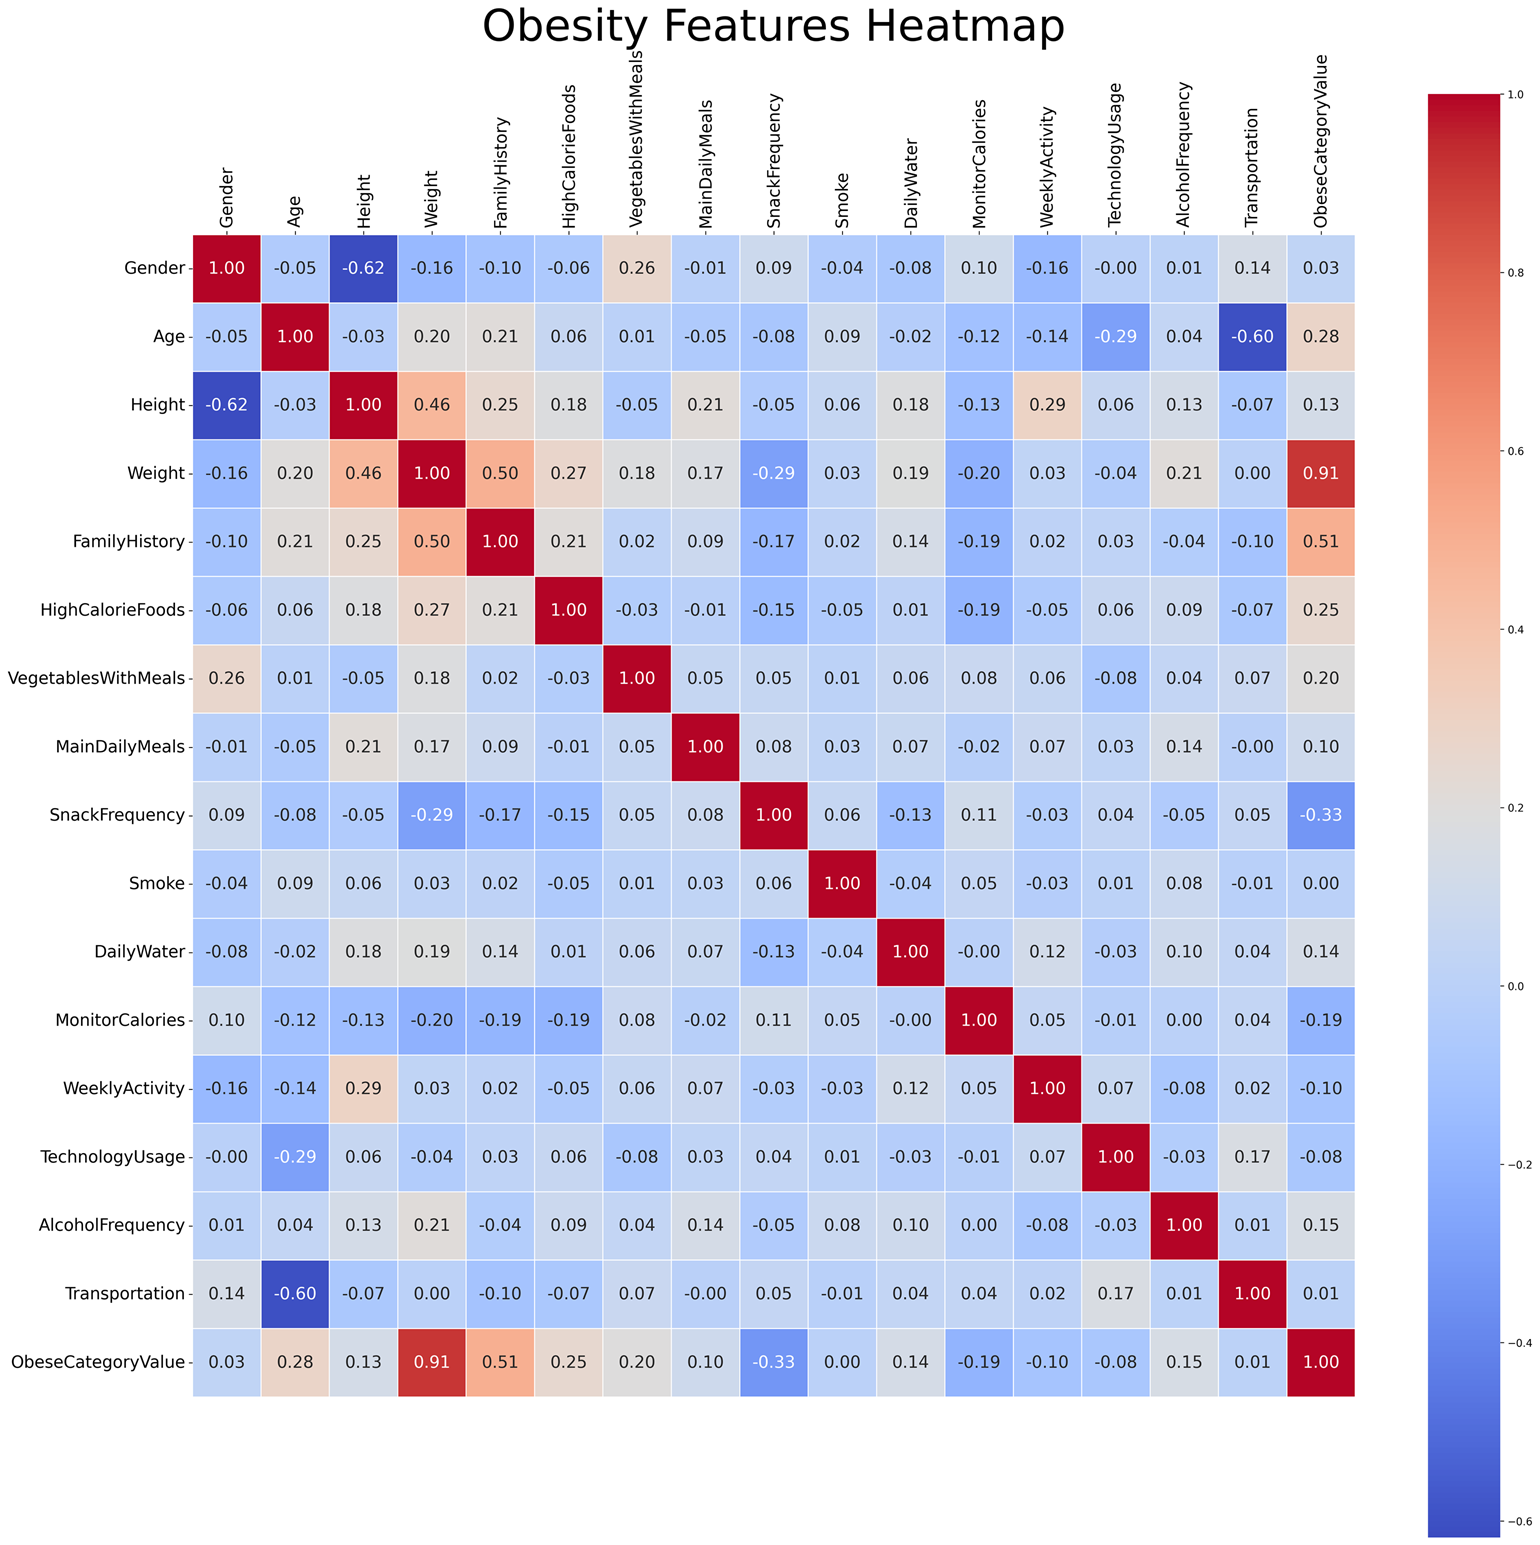 Obesity Features Heatmap
Gender Age Height Weight FamilyHistory HighCalorieFoods VegetablesWithMeals MainDailyMeals SnackFrequency Smoke DailyWater MonitorCalories WeeklyActivity TechnologyUsage AlcoholFrequency Transportation ObeseCategoryValue
Gender 1.00 -0.05 -0.62 -0.16 -0.10 -0.06 0.26 -0.01 0.09 -0.04 -0.08 0.10 -0.16 -0.00 0.01 0.14 0.03
Age -0.05 1.00 -0.03 0.20 0.21 0.06 0.01 -0.05 -0.08 0.09 -0.02 -0.12 -0.14 -0.29 0.04 -0.60 0.28
Height -0.62 -0.03 1.00 0.46 0.25 0.18 -0.05 0.21 -0.05 0.06 0.18 -0.13 0.29 0.06 0.13 -0.07 0.13
Weight -0.16 0.20 0.46 1.00 0.50 0.27 0.18 0.17 -0.29 0.03 0.19 -0.20 0.03 -0.04 0.21 0.00 0.91
FamilyHistory -0.10 0.21 0.25 0.50 1.00 0.21 0.02 0.09 -0.17 0.02 0.14 -0.19 0.02 0.03 -0.04 -0.10 0.51
HighCalorieFoods -0.06 0.06 0.18 0.27 0.21 1.00 -0.03 -0.01 -0.15 -0.05 0.01 -0.19 -0.05 0.06 0.09 -0.07 0.25
VegetablesWithMeals 0.26 0.01 -0.05 0.18 0.02 -0.03 1.00 0.05 0.05 0.01 0.06 0.08 0.06 -0.08 0.04 0.07 0.20
MainDailyMeals -0.01 -0.05 0.21 0.17 0.09 -0.01 0.05 1.00 0.08 0.03 0.07 -0.02 0.07 0.03 0.14 -0.00 0.10
SnackFrequency 0.09 -0.08 -0.05 -0.29 -0.17 -0.15 0.05 0.08 1.00 0.06 -0.13 0.11 -0.03 0.04 -0.05 0.05 -0.33
Smoke -0.04 0.09 0.06 0.03 0.02 -0.05 0.01 0.03 0.06 1.00 -0.04 0.05 -0.03 0.01 0.08 -0.01 0.00
DailyWater -0.08 -0.02 0.18 0.19 0.14 0.01 0.06 0.07 -0.13 -0.04 1.00 -0.00 0.12 -0.03 0.10 0.04 0.14
MonitorCalories 0.10 -0.12 -0.13 -0.20 -0.19 -0.19 0.08 -0.02 0.11 0.05 -0.00 1.00 0.05 -0.01 0.00 0.04 -0.19
WeeklyActivity -0.16 -0.14 0.29 0.03 0.02 -0.05 0.06 0.07 -0.03 -0.03 0.12 0.05 1.00 0.07 -0.08 0.02 -0.10
TechnologyUsage -0.00 -0.29 0.06 -0.04 0.03 0.06 -0.08 0.03 0.04 0.01 -0.03 -0.01 0.07 1.00 -0.03 0.17 -0.08
AlcoholFrequency 0.01 0.04 0.13 0.21 -0.04 0.09 0.04 0.14 -0.05 0.08 0.10 0.00 -0.08 -0.03 1.00 0.01 0.15
Transportation 0.14 -0.60 -0.07 0.00 -0.10 -0.07 0.07 -0.00 0.05 -0.01 0.04 0.04 0.02 0.17 0.01 1.00 0.01
ObeseCategoryValue 0.03 0.28 0.13 0.91 0.51 0.25 0.20 0.10 -0.33 0.00 0.14 -0.19 -0.10 -0.08 0.15 0.01 1.00
1.0
0.8
0.6
0.4
0.2
0.0
−0.2
−0.4
−0.6